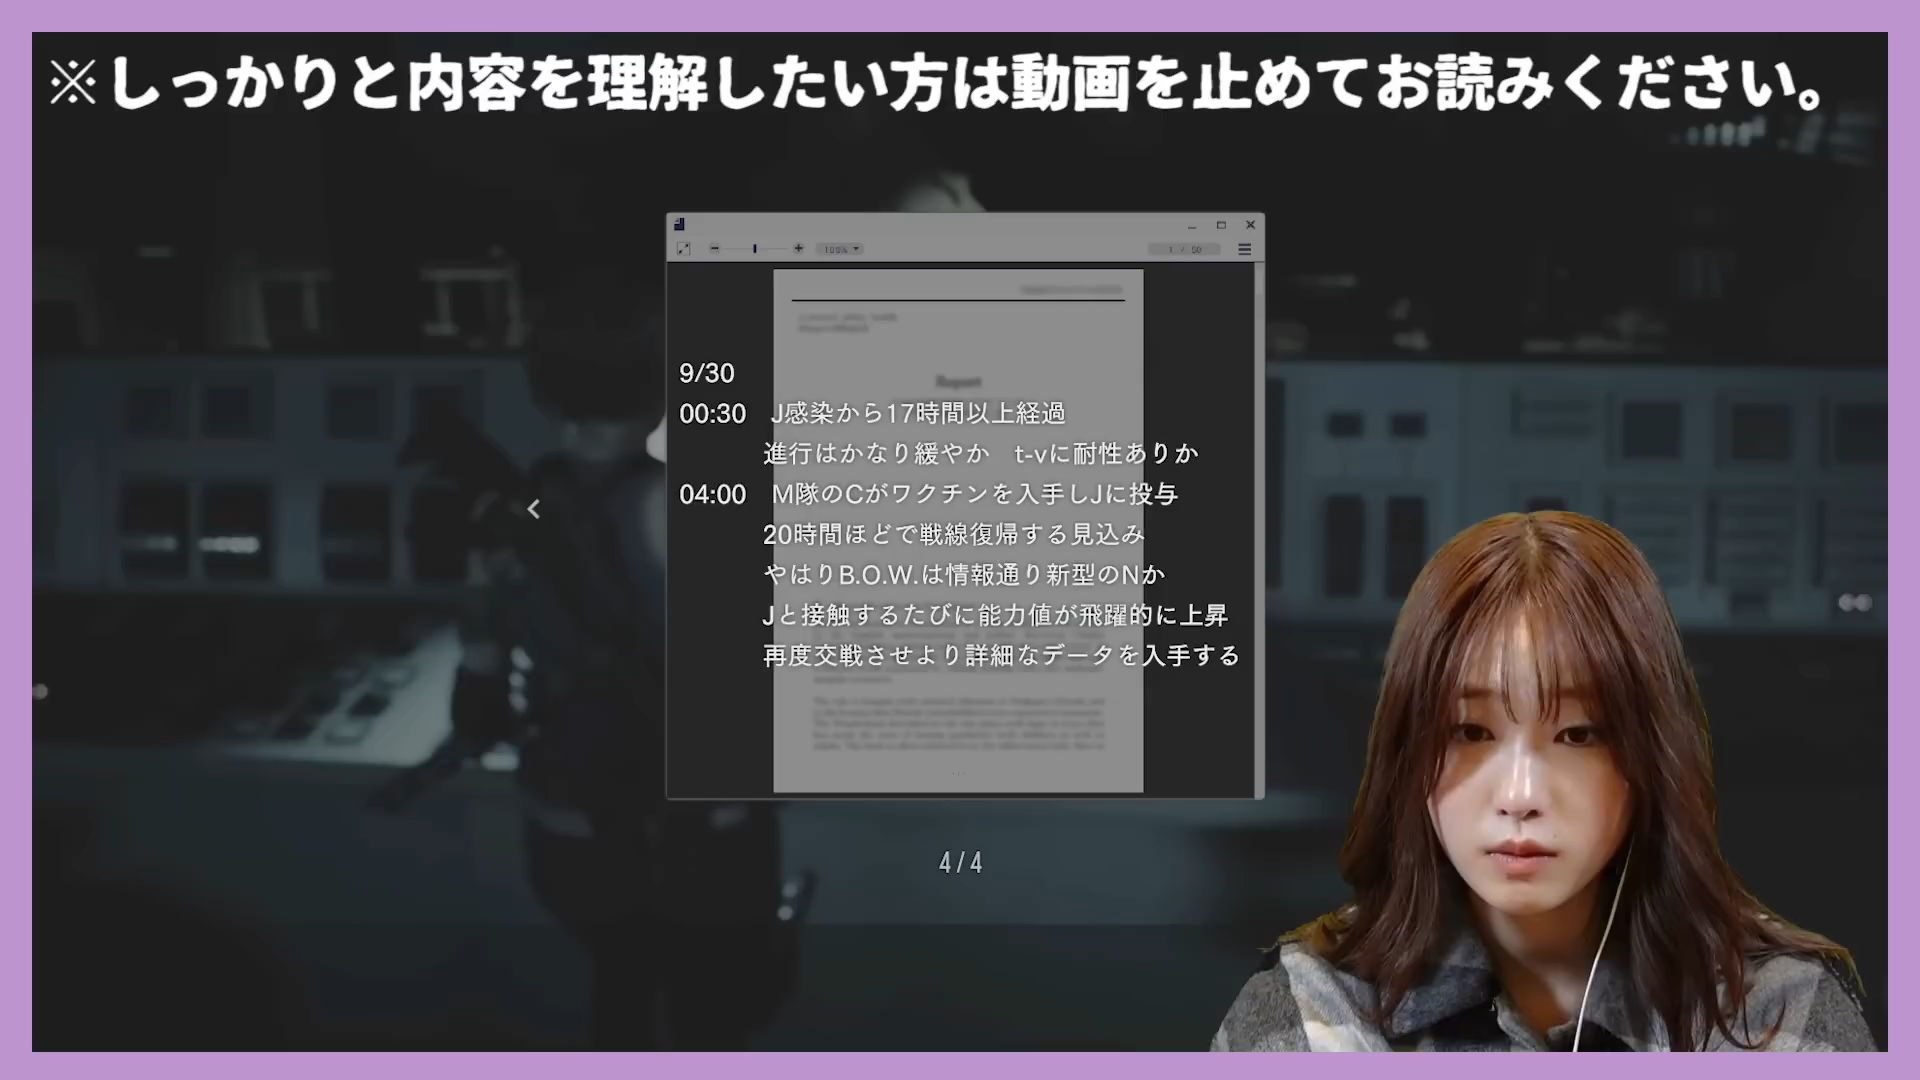 ※しっかりと内容を理解したい方は動画を止めてお読みください。
100%
1 / 50
Report
9/30
00:30 J感染から17時間以上経過
進行はかなり緩やか t-vに耐性ありか
04:00 M隊のCがワクチンを入手しJに投与
20時間ほどで戦線復帰する見込み
やはりB.O.W.は情報通り新型のNか
Jと接触するたびに能力値が飛躍的に上昇
再度交戦させより詳細なデータを入手する
4/4